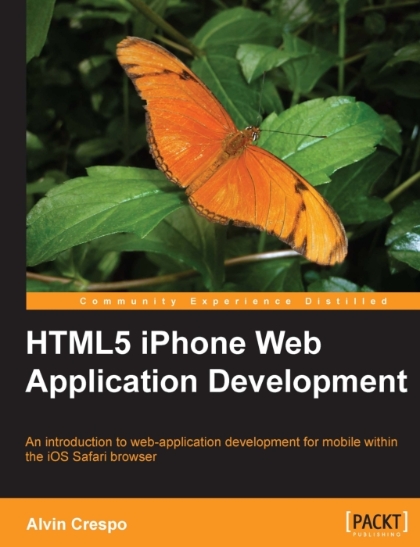 Community Experience Distilled
HTML5 iPhone Web
Application Development
An introduction to web-application development for mobile within
the iOS Safari browser
Alvin Crespo
[PACKT]
PUBLISHING